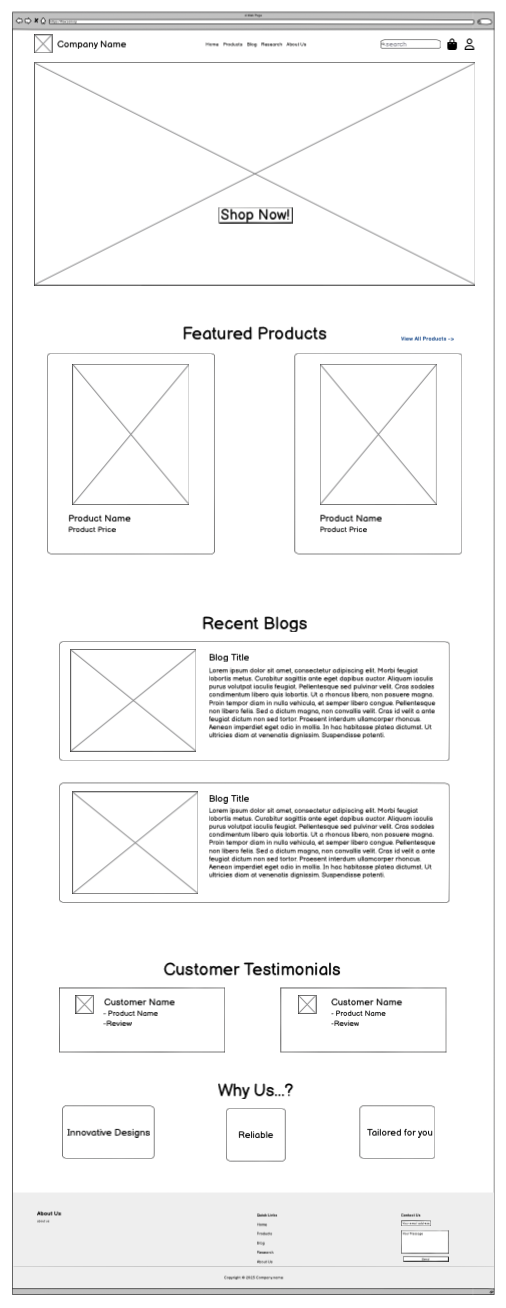 A Web Page
Company Name
Home Products Blog Research About Us
search
Shop Now!
Featured Products
View All Products ->
Product Name
Product Price
Product Name
Product Price
Recent Blogs
Blog Title
Lorem ipsum dolor sit amet, consectetur adipiscing elit. Morbi feugiat
lobortis metus. Curabitur sagittis ante eget dapibus auctor. Aliquam iaculis
purus volutpat iaculis feugiat. Pellentesque sed pulvinar velit. Cras sodales
condimentum libero quis lobortis. Ut a rhoncus libero, non posuere magna.
Proin tempor diam in nulla vehicula, et semper libero congue. Pellentesque
non libero felis. Sed a dictum magna, non convallis velit. Cras id velit a ante
feugiat dictum non sed tortor. Praesent interdum ullamcorper rhoncus.
Aenean imperdiet eget odio in mollis. In hac habitasse platea dictumst. Ut
ultricies diam at venenatis dignissim. Suspendisse potenti.
Blog Title
Lorem ipsum dolor sit amet, consectetur adipiscing elit. Morbi feugiat
lobortis metus. Curabitur sagittis ante eget dapibus auctor. Aliquam iaculis
purus volutpat iaculis feugiat. Pellentesque sed pulvinar velit. Cras sodales
condimentum libero quis lobortis. Ut a rhoncus libero, non posuere magna.
Proin tempor diam in nulla vehicula, et semper libero congue. Pellentesque
non libero felis. Sed a dictum magna, non convallis velit. Cras id velit a ante
feugiat dictum non sed tortor. Praesent interdum ullamcorper rhoncus.
Aenean imperdiet eget odio in mollis. In hac habitasse platea dictumst. Ut
ultricies diam at venenatis dignissim. Suspendisse potenti.
Customer Testimonials
Customer Name
- Product Name
-Review
Customer Name
- Product Name
-Review
Why Us...?
Innovative Designs
Reliable
Tailored for you
About Us
about us
Quick Links
Home
Products
Blog
Research
About Us
Contact Us
Your email address
Your Message
Send
Copyright © 2023 Company name